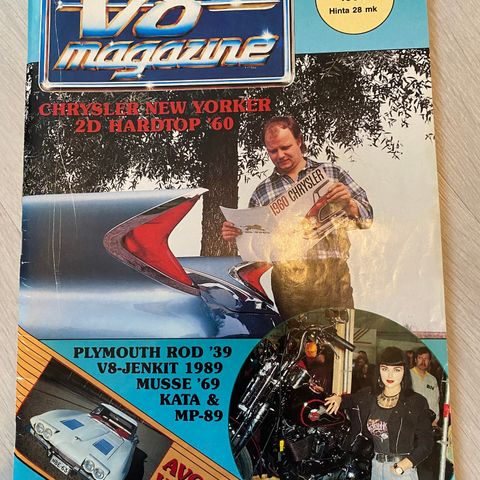 V8
magazine
Hinta 28 mk
CHRYSLER NEW YORKER
2D HARDTOP '60
1960 CHRYSLER
PLYMOUTH ROD '39
V8-JENKIT 1989
MUSSE '69
KATA &
MP-89